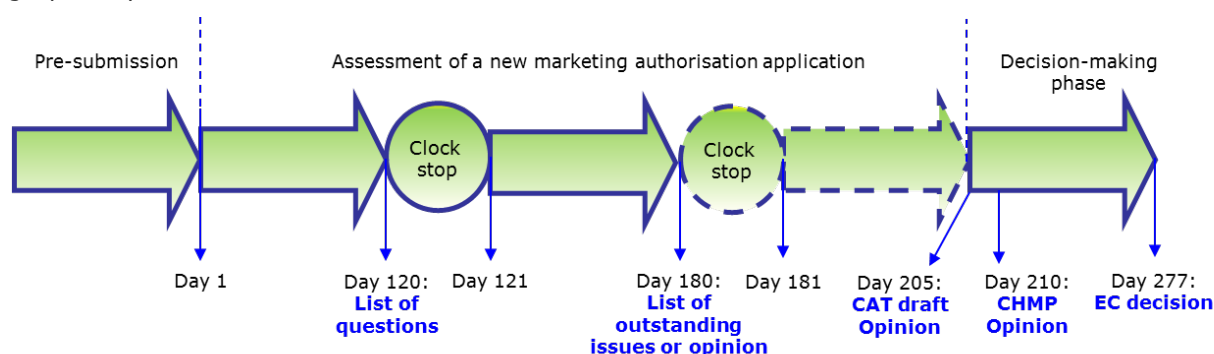 Pre-submission
Assessment of a new marketing authorisation application
Decision-making
phase
Clock
stop
Clock
stop
Day 1
Day 120:
List of
questions
Day 121
Day 180:
List of
outstanding
issues or opinion
Day 181
Day 205:
CAT draft
Opinion
Day 210:
CHMP
Opinion
Day 277:
EC decision